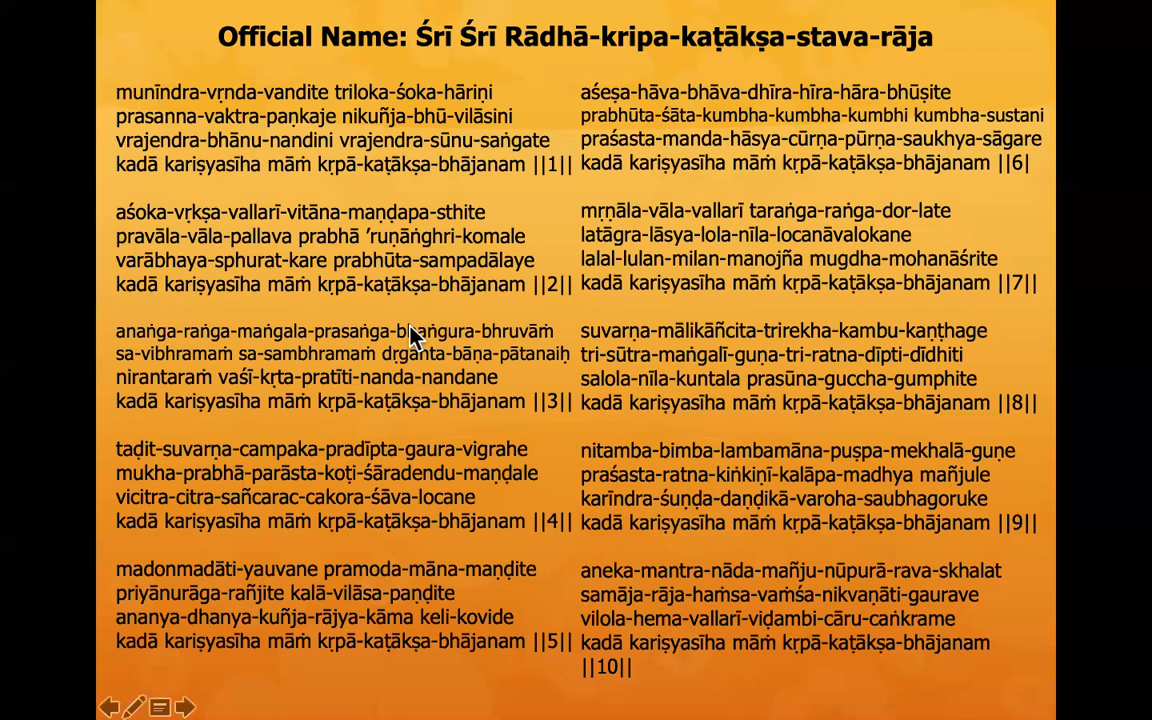 Official Name: Śrī Śrī Rādhā-kripa-kaṭākṣa-stava-rāja
munīndra-vṛnda-vandite triloka-śoka-hāriṇi
prasanna-vaktra-paṇkaje nikuñja-bhū-vilāsini
vrajendra-bhānu-nandini vrajendra-sūnu-saṅgate
kadā kariṣyasīha māṁ kṛpā-kaṭākṣa-bhājanam ||1||
aśoka-vṛkṣa-vallarī-vitāna-maṇḍapa-sthite
pravāla-vāla-pallava prabhā ’ruṇāṅghri-komale
varābhaya-sphurat-kare prabhūta-sampadālaye
kadā kariṣyasīha māṁ kṛpā-kaṭākṣa-bhājanam ||2||
anaṅga-raṅga-maṅgala-prasaṅga-bhaṅgura-bhruvāṁ
sa-vibhramaṁ sa-sambhramaṁ dṛganta-bāṇa-pātanaiḥ
nirantaraṁ vaśī-kṛta-pratīti-nanda-nandane
kadā kariṣyasīha māṁ kṛpā-kaṭākṣa-bhājanam ||3||
taḍit-suvarṇa-campaka-pradīpta-gaura-vigrahe
mukha-prabhā-parāsta-koṭi-śāradendu-maṇḍale
vicitra-citra-sañcarac-cakora-śāva-locane
kadā kariṣyasīha māṁ kṛpā-kaṭākṣa-bhājanam ||4||
madonmadāti-yauvane pramoda-māna-maṇḍite
priyānurāga-rañjite kalā-vilāsa-paṇḍite
ananya-dhanya-kuñja-rājya-kāma keli-kovide
kadā kariṣyasīha māṁ kṛpā-kaṭākṣa-bhājanam ||5||
aśeṣa-hāva-bhāva-dhīra-hīra-hāra-bhūṣite
prabhūta-śāta-kumbha-kumbha-kumbhi kumbha-sustani
praśasta-manda-hāsya-cūrṇa-pūrṇa-saukhya-sāgare
kadā kariṣyasīha māṁ kṛpā-kaṭākṣa-bhājanam ||6|
mṛṇāla-vāla-vallarī taraṅga-raṅga-dor-late
latāgra-lāsya-lola-nīla-locanāvalokane
lalal-lulan-milan-manojña mugdha-mohanāśrite
kadā kariṣyasīha māṁ kṛpā-kaṭākṣa-bhājanam ||7||
suvarṇa-mālikāñcita-trirekha-kambu-kaṇṭhage
tri-sūtra-maṅgalī-guṇa-tri-ratna-dīpti-dīdhiti
salola-nīla-kuntala prasūna-guccha-gumphite
kadā kariṣyasīha māṁ kṛpā-kaṭākṣa-bhājanam ||8||
nitamba-bimba-lambamāna-puṣpa-mekhalā-guṇe
praśasta-ratna-kiṅkiṇī-kalāpa-madhya mañjule
karīndra-śuṇḍa-daṇḍikā-varoha-saubhagoruke
kadā kariṣyasīha māṁ kṛpā-kaṭākṣa-bhājanam ||9||
aneka-mantra-nāda-mañju-nūpurā-rava-skhalat
samāja-rāja-haṁsa-vaṁśa-nikvaṇāti-gaurave
vilola-hema-vallarī-viḍambi-cāru-caṅkrame
kadā kariṣyasīha māṁ kṛpā-kaṭākṣa-bhājanam
||10||